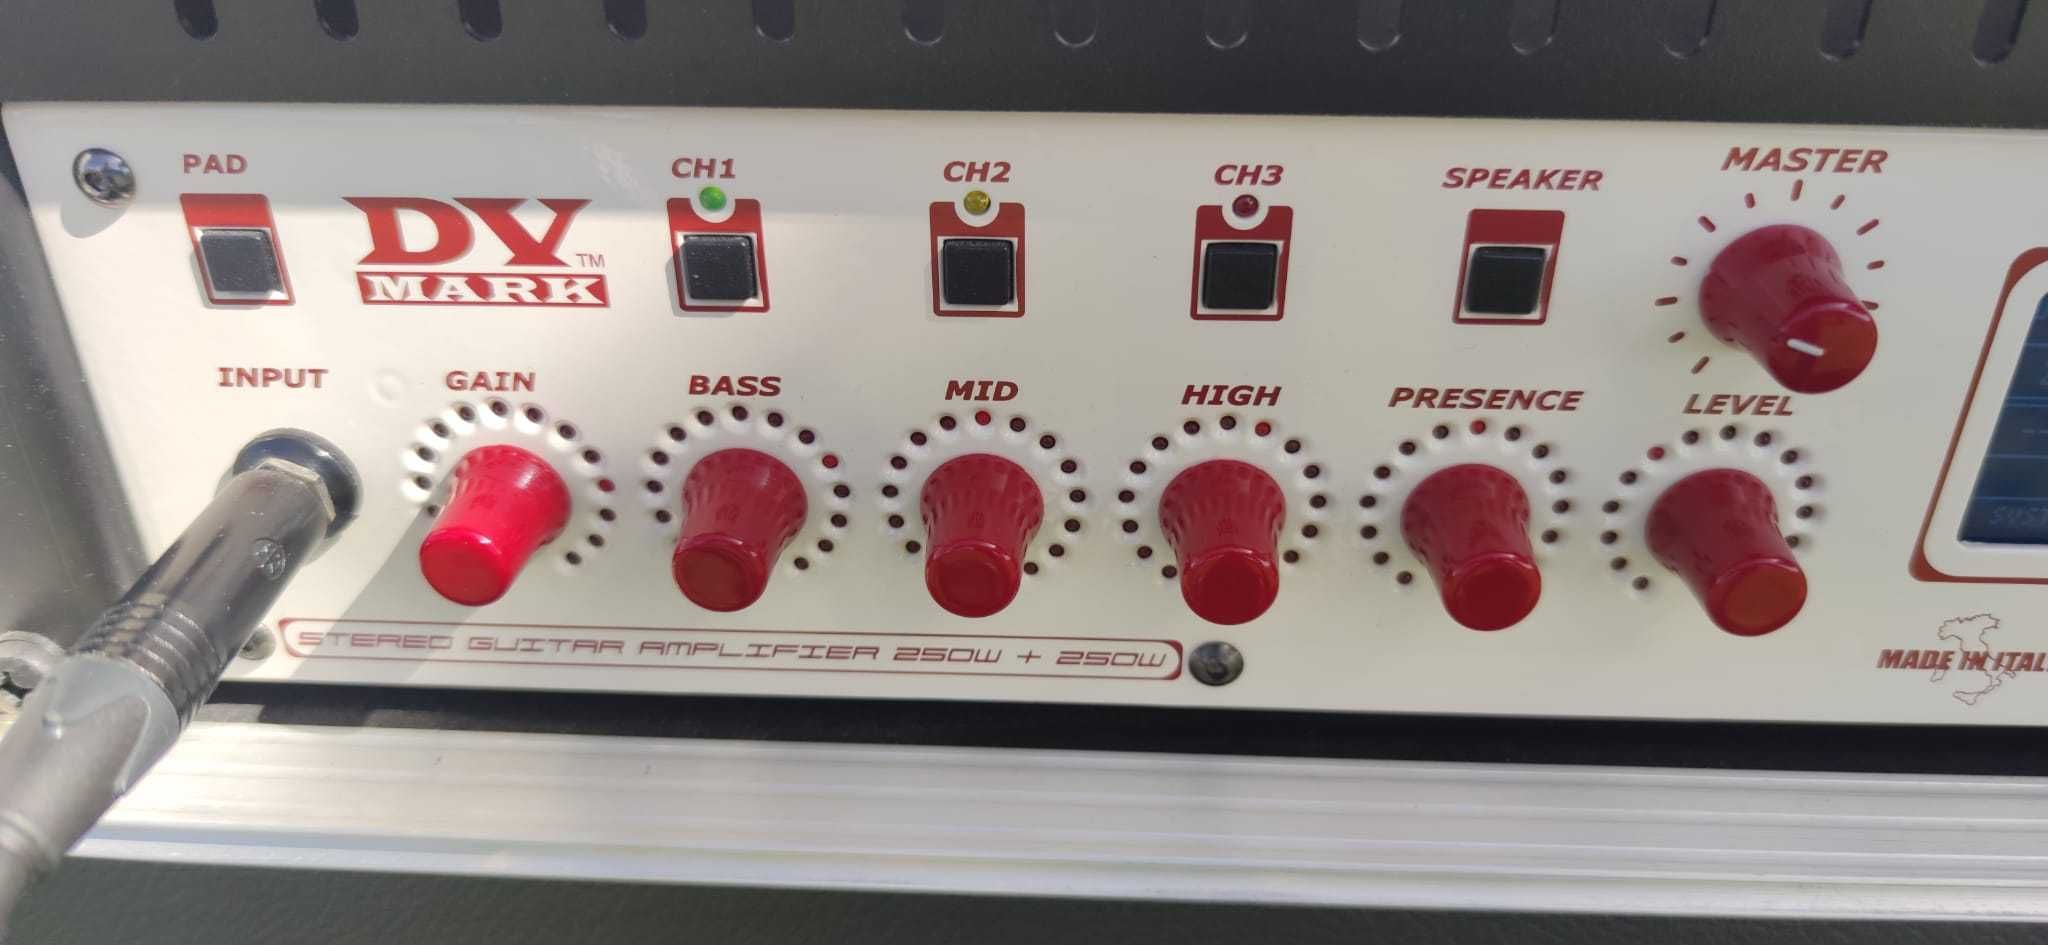 PAD
CH1
CH2
CH3
SPEAKER
MASTER
DV
TM
MARK
INPUT
GAIN
BASS
MID
HIGH
PRESENCE
LEVEL
STEREO GUITAR AMPLIFIER 250W + 250W
MADE IN ITAL